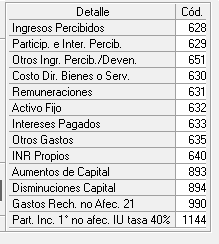 Detalle Cód.
Ingresos Percibidos 628
Particip. e Inter. Percib. 629
Otros Ingr. Percib./Deven. 651
Costo Dir. Bienes o Serv. 630
Remuneraciones 631
Activo Fijo 632
Intereses Pagados 633
Otros Gastos 635
INR Propios 640
Aumentos de Capital 893
Disminuciones Capital 894
Gastos Rech. no Afec. 21 990
Part. Inc. 1° no afec. IU tasa 40% 1144